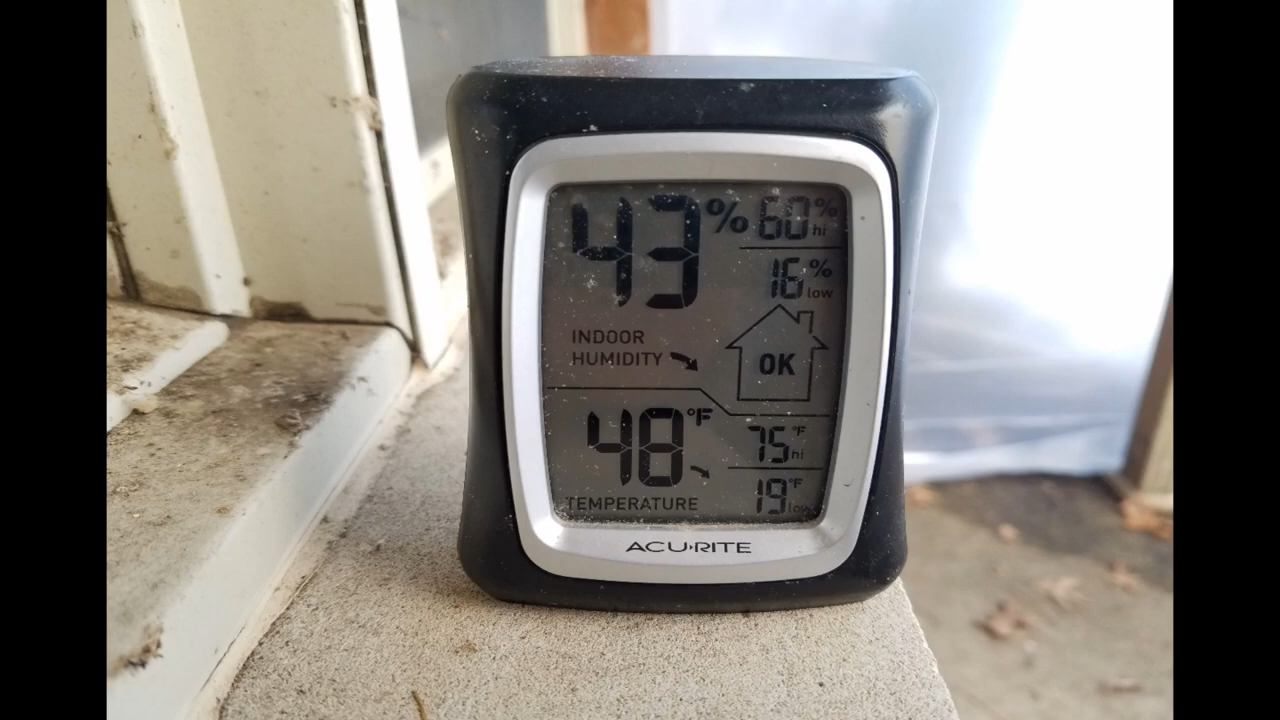 43% 60% hi
16% low
INDOOR
HUMIDITY
OK
48°F 75°F hi
19°F low
TEMPERATURE
ACURITE